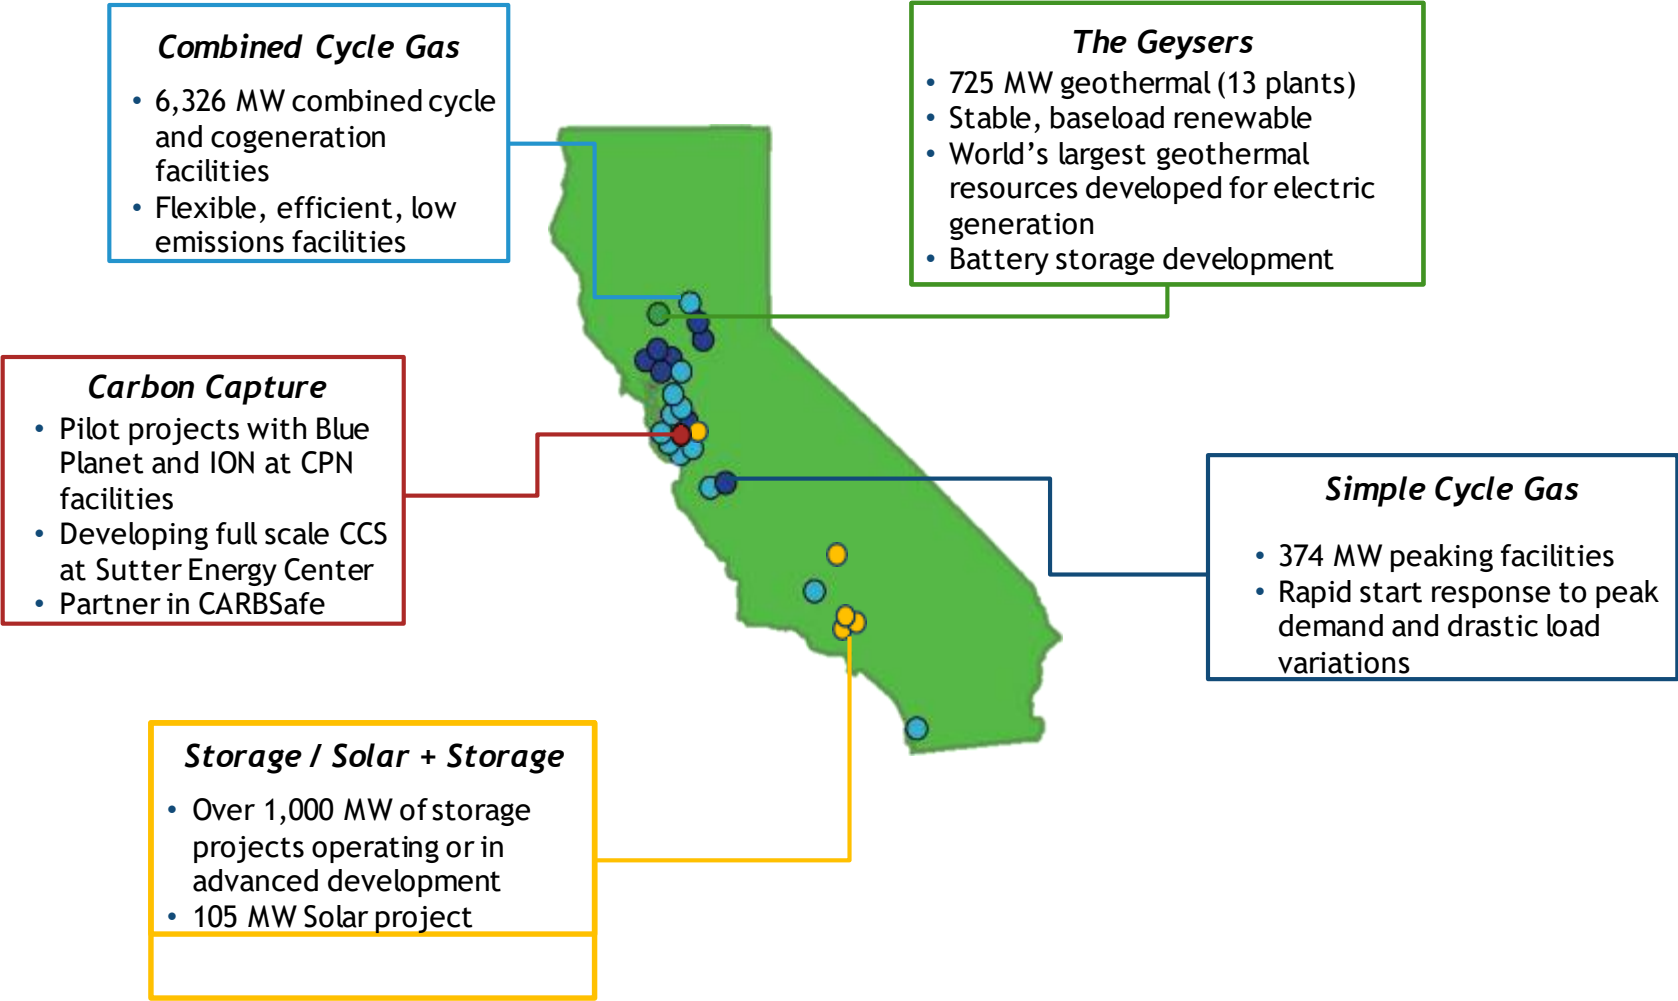 Combined Cycle Gas
• 6,326 MW combined cycle
and cogeneration
facilities
• Flexible, efficient, low
emissions facilities
The Geysers
• 725 MW geothermal (13 plants)
• Stable, baseload renewable
• World’s largest geothermal
resources developed for electric
generation
• Battery storage development
Carbon Capture
• Pilot projects with Blue
Planet and ION at CPN
facilities
• Developing full scale CCS
at Sutter Energy Center
• Partner in CARBSafe
Simple Cycle Gas
• 374 MW peaking facilities
• Rapid start response to peak
demand and drastic load
variations
Storage / Solar + Storage
• Over 1,000 MW of storage
projects operating or in
advanced development
• 105 MW Solar project